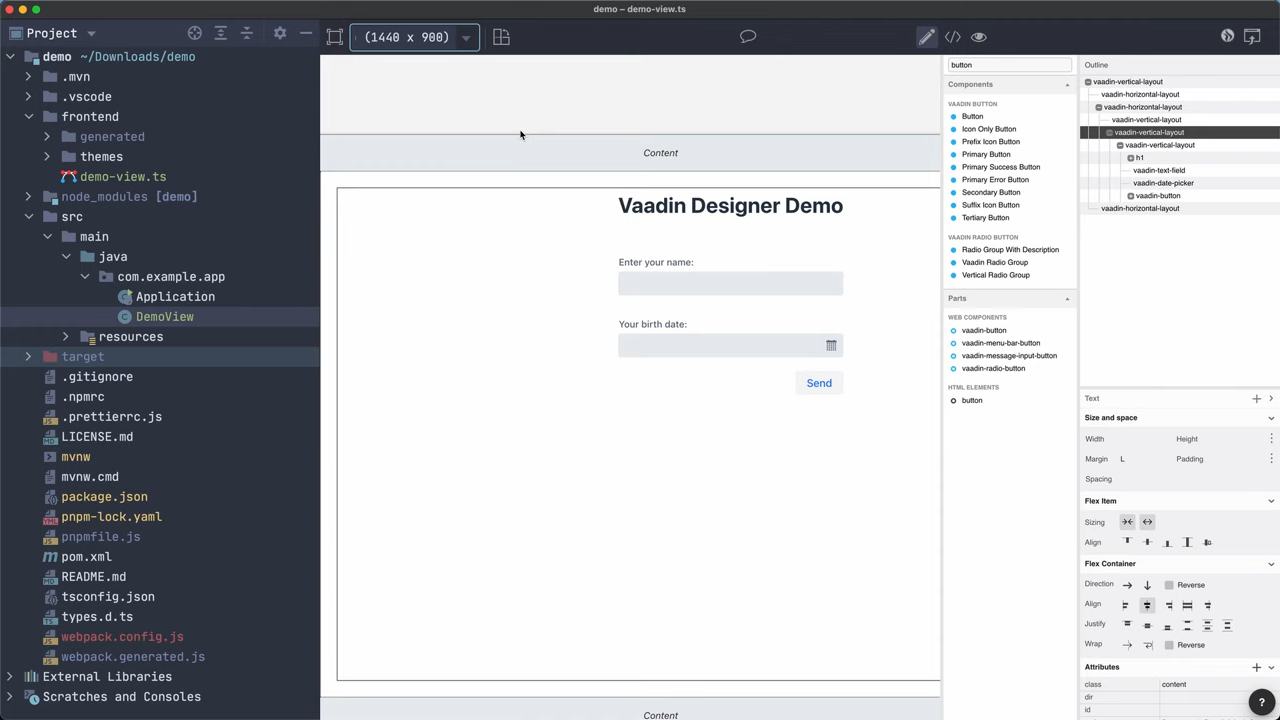 demo – demo-view.ts
Project
(1440 x 900)
demo ~/Downloads/demo
.mvn
.vscode
frontend
generated
themes
demo-view.ts
node_modules [demo]
src
main
java
com.example.app
Application
DemoView
resources
target
.gitignore
.npmrc
.prettierrc.js
LICENSE.md
mvnw
mvnw.cmd
package.json
pnpm-lock.yaml
pnpmfile.js
pom.xml
README.md
tsconfig.json
types.d.ts
webpack.config.js
webpack.generated.js
External Libraries
Scratches and Consoles
Content
Vaadin Designer Demo
Enter your name:
Your birth date:
Send
Content
button
Components
VAADIN BUTTON
Button
Icon Only Button
Prefix Icon Button
Primary Button
Primary Success Button
Primary Error Button
Secondary Button
Suffix Icon Button
Tertiary Button
VAADIN RADIO BUTTON
Radio Group With Description
Vaadin Radio Group
Vertical Radio Group
Parts
WEB COMPONENTS
vaadin-button
vaadin-menu-bar-button
vaadin-message-input-button
vaadin-radio-button
HTML ELEMENTS
button
Outline
vaadin-vertical-layout
vaadin-horizontal-layout
vaadin-horizontal-layout
vaadin-vertical-layout
vaadin-vertical-layout
vaadin-vertical-layout
h1
vaadin-text-field
vaadin-date-picker
vaadin-button
vaadin-horizontal-layout
Text
Size and space
Width Height
Margin L Padding
Spacing
Flex Item
Sizing
Align
Flex Container
Direction Reverse
Align
Justify
Wrap Reverse
Attributes
class content
dir
id
?